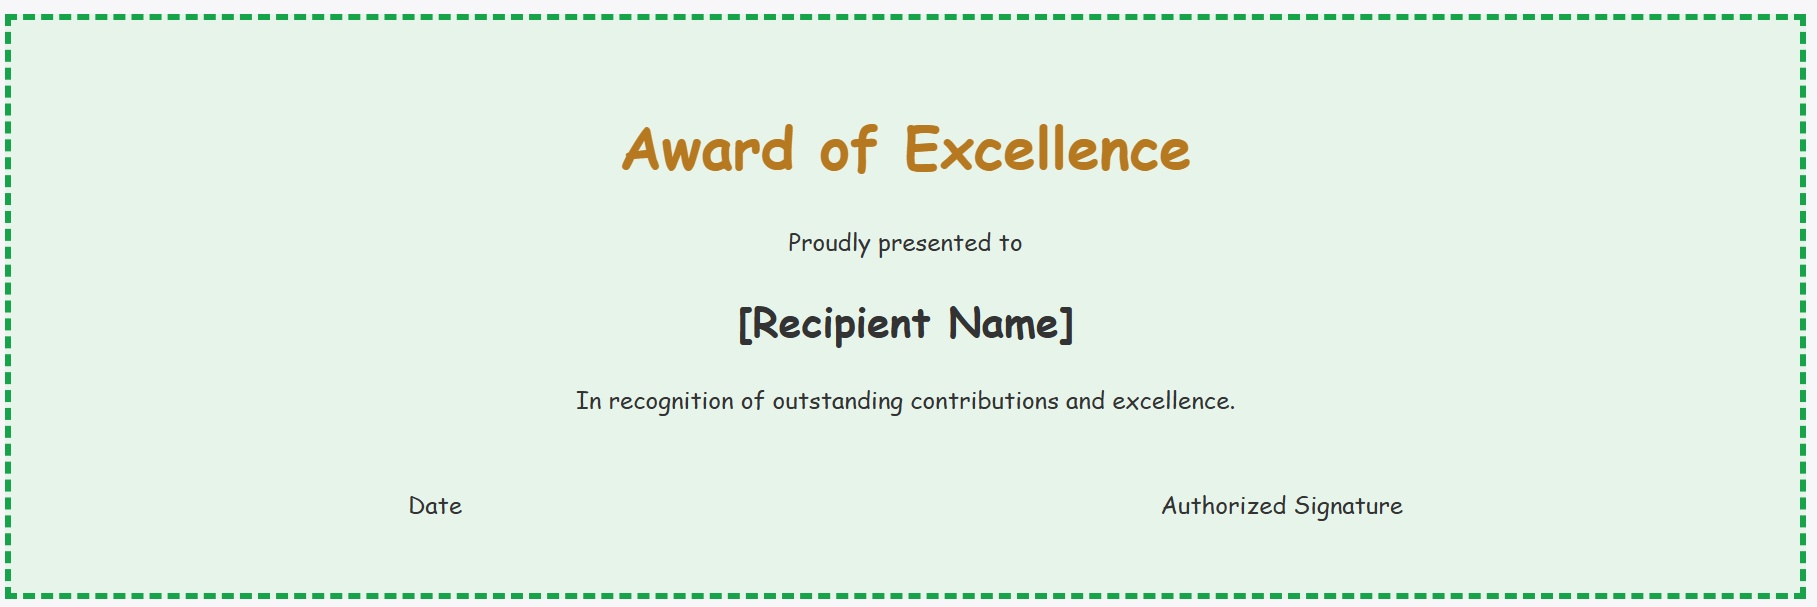 Award of Excellence
Proudly presented to
[Recipient Name]
In recognition of outstanding contributions and excellence.
Date
Authorized Signature